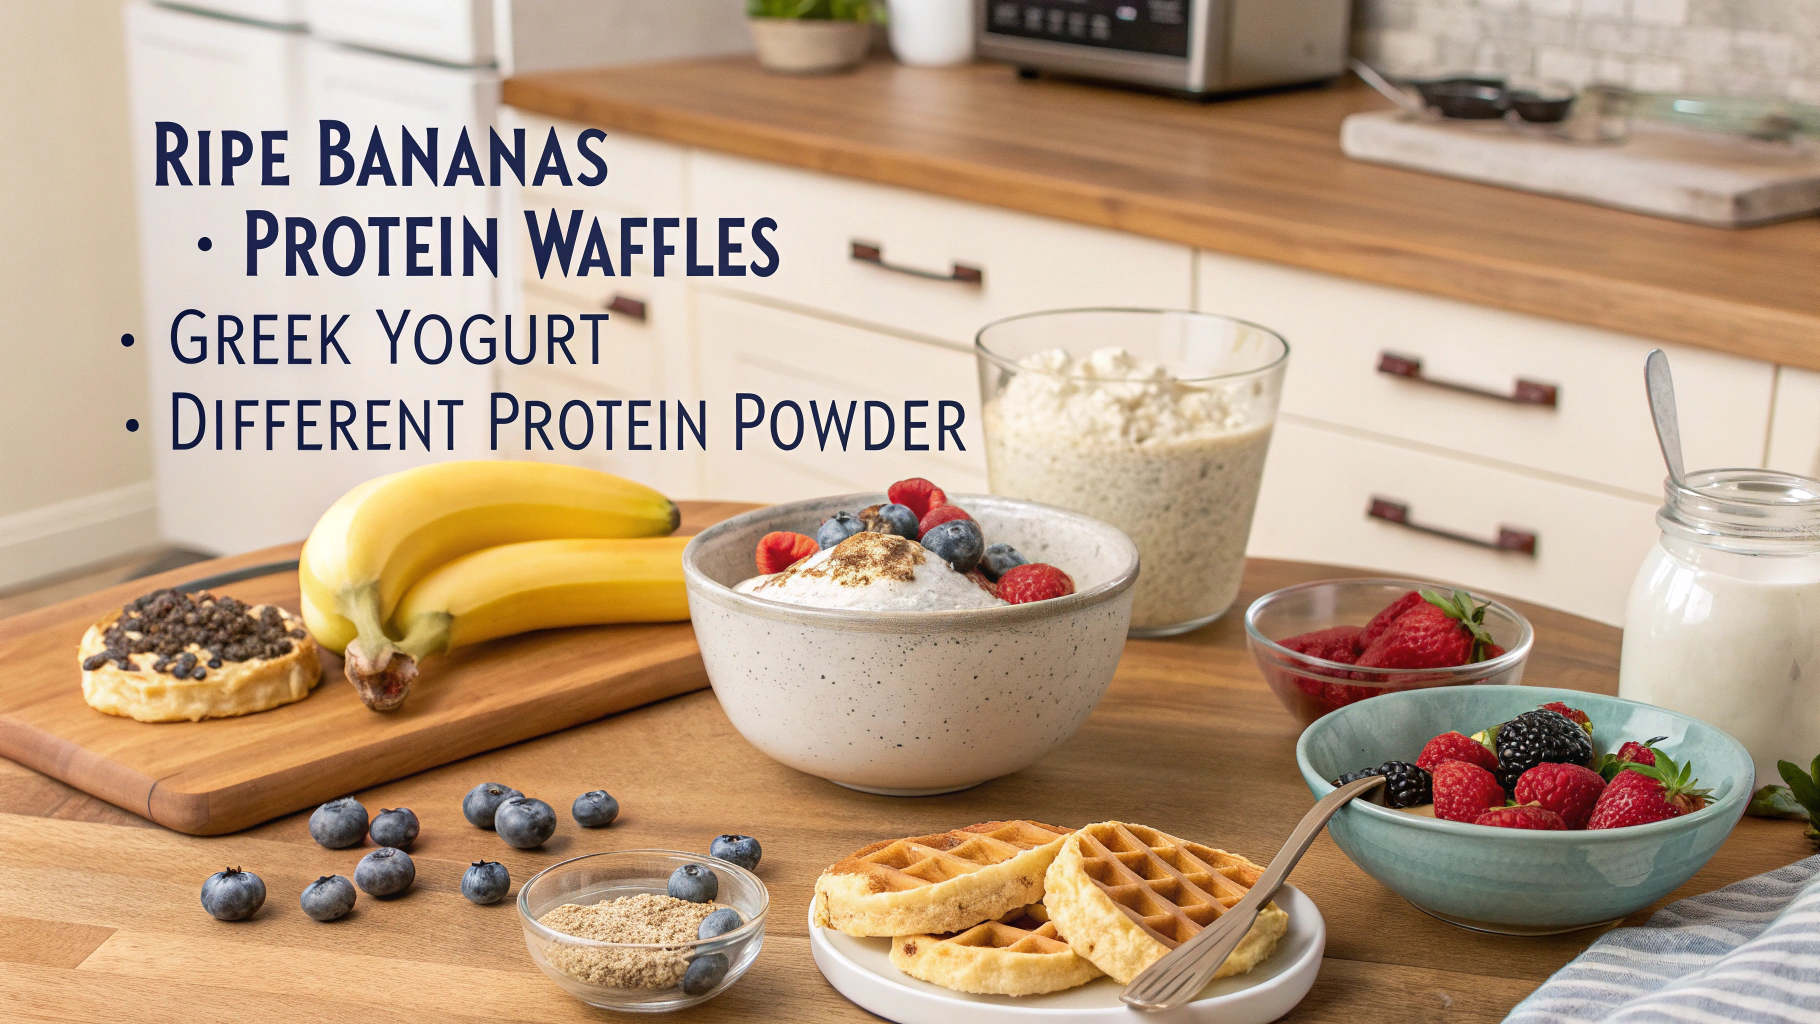 Ripe Bananas
• Protein Waffles
• Greek Yogurt
• Different Protein Powder